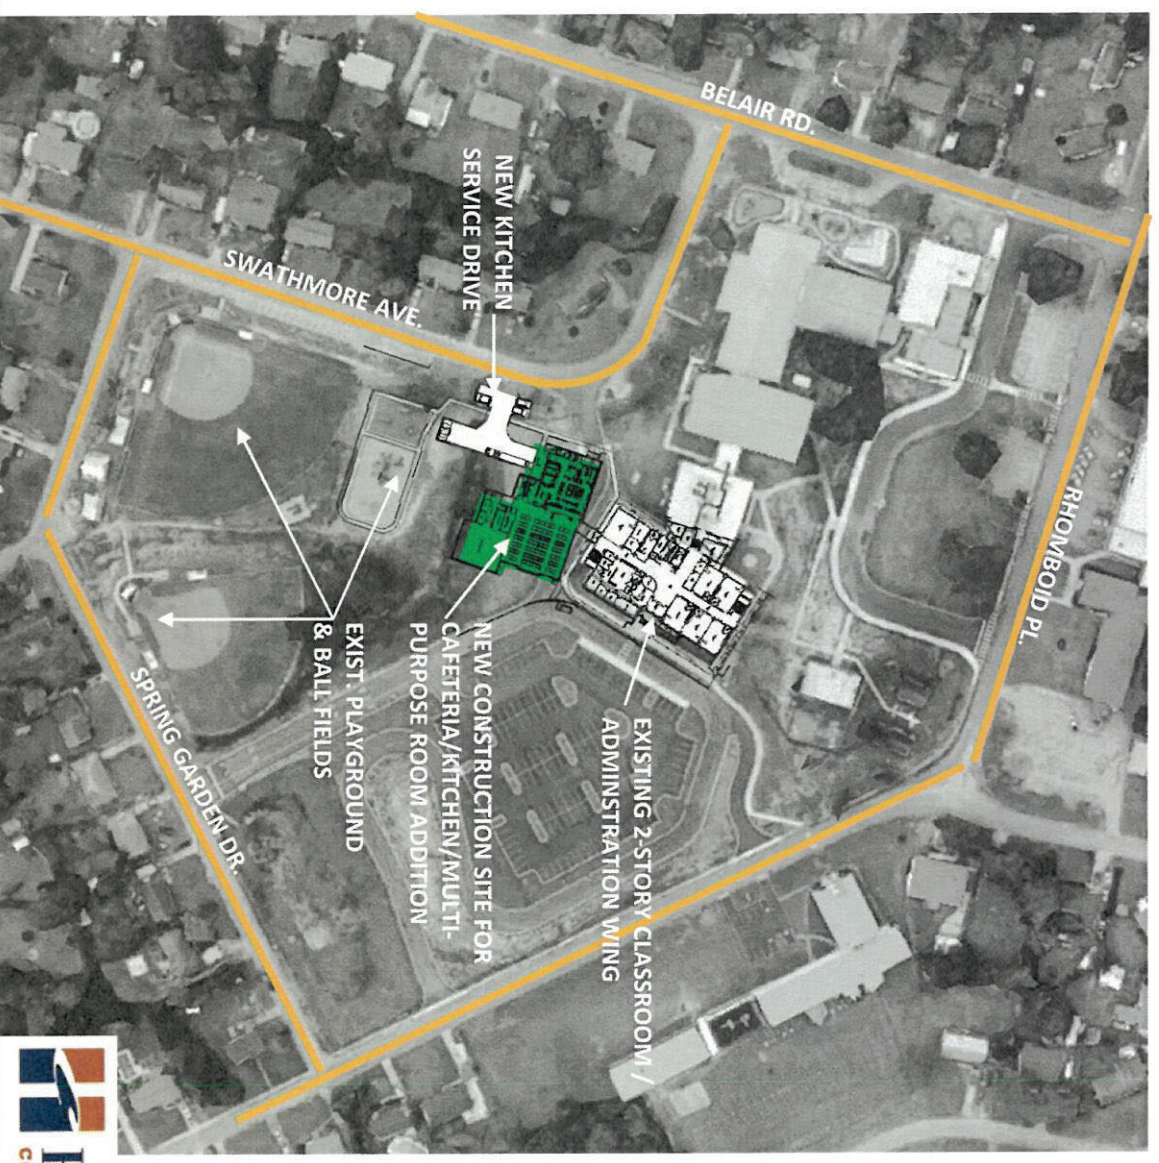 BELAIR RD.
RHOMBOID PL.
NEW KITCHEN
SERVICE DRIVE
SWATHMORE AVE.
EXISTING 2-STORY CLASSROOM /
ADMINSTRATION WING
NEW CONSTRUCTION SITE FOR
CAFETERIA/KITCHEN/MULTI-
PURPOSE ROOM ADDITION
EXIST. PLAYGROUND
& BALL FIELDS
SPRING GARDEN DR.